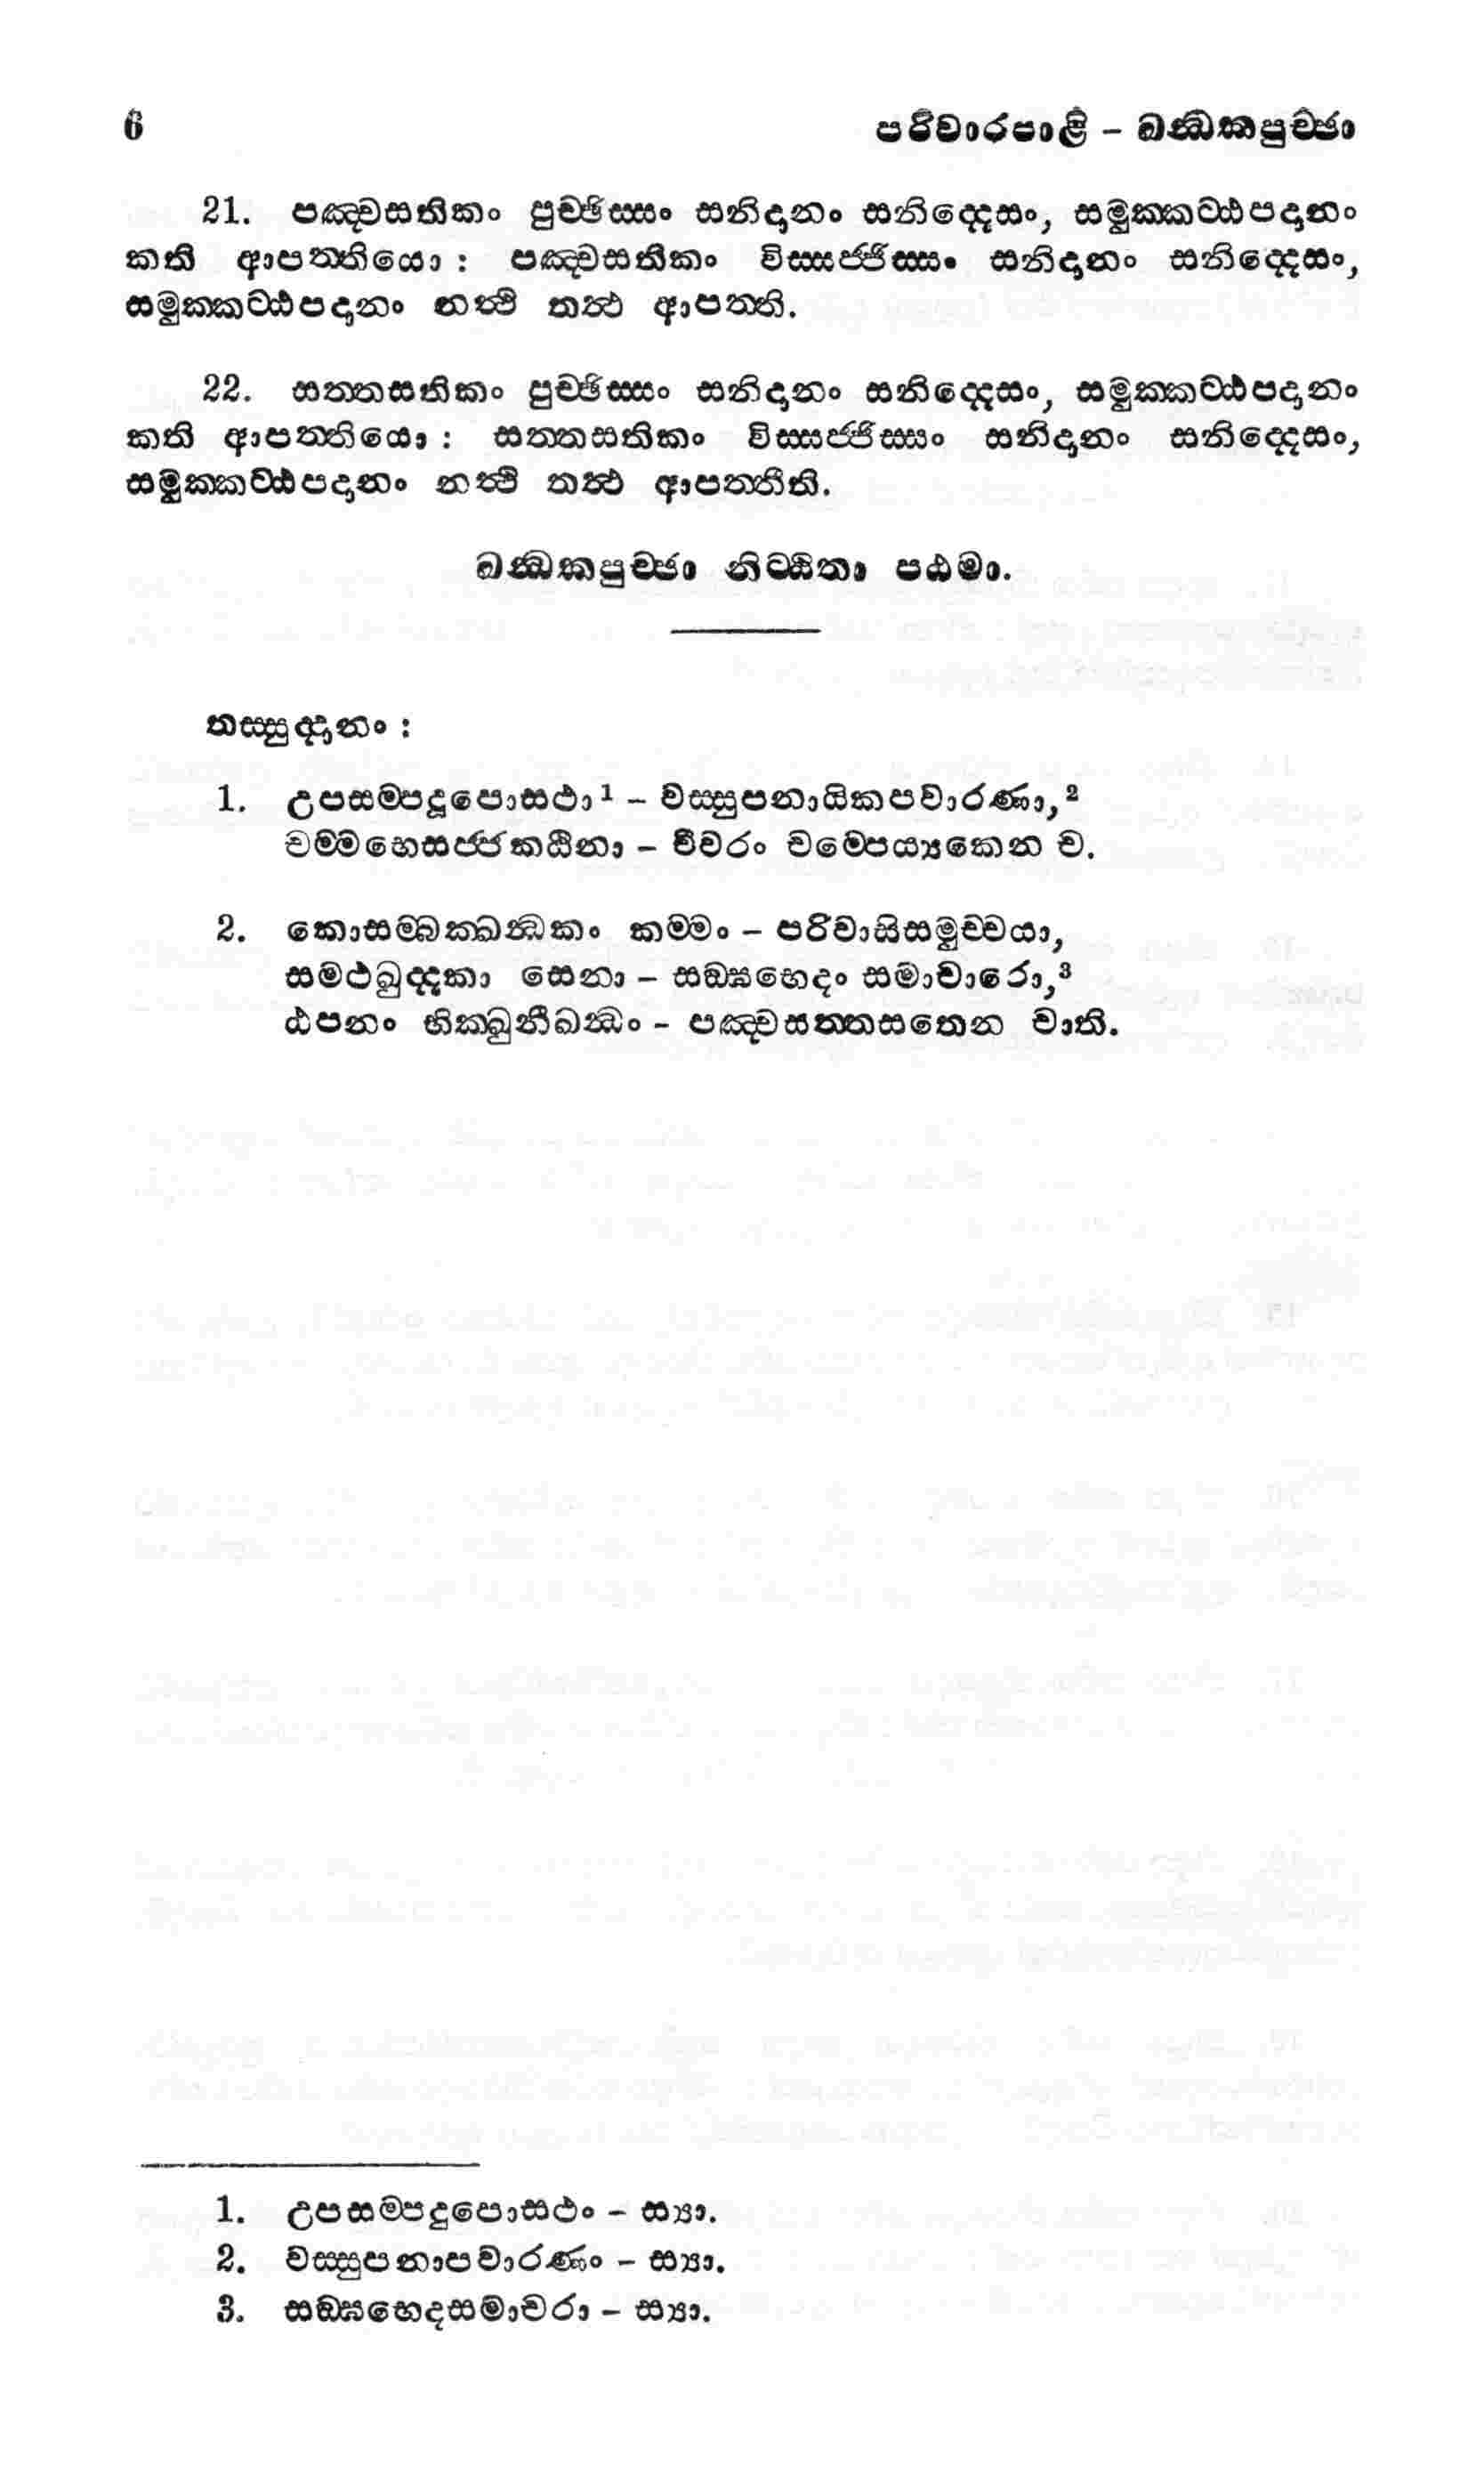 6
පරිවාරපාළි – ඛන්ධකපුච්ඡා
21. පඤ්චසතිකං පුච්ඡිස්සං සනිදානං සනිද්දෙසං, සමුක්කට්ඨපදානං
කති ආපත්තියො : පඤ්චසතිකං විස්සජ්ජිස්සං සනිදානං සනිද්දෙසං,
සමුක්කට්ඨපදානං නත්ථි තත්ථ ආපත්ති.
22. සත්තසතිකං පුච්ඡිස්සං සනිදානං සනිද්දෙසං, සමුක්කට්ඨපදානං
කති ආපත්තියො : සත්තසතිකං විස්සජ්ජිස්සං සනිදානං සනිද්දෙසං,
සමුක්කට්ඨපදානං නත්ථි තත්ථ ආපත්තීති.
ඛන්ධකපුච්ඡා නිට්ඨිතා පඨමා.
තස්සුද්දානං :
1. උපසම්පදූපොසථා¹ – වස්සුපනායිකපවාරණා,²
චම්මභෙසජ්ජකඨිනා – චීවරං චම්පෙය්‍යකෙන ච.
2. කොසම්බක්ඛන්ධකං කම්මං – පරිවාසිසමුච්චයා,
සමථඛුද්දකා සෙනා – සඞ්ඝභෙදං සමාචාරො,³
ඨපනං භික්ඛුනීඛන්ධං – පඤ්චසත්තසතෙන චාති.
1. උපසම්පදුපොසථං – ස්‍යා.
2. වස්සුපනාපවාරණං – ස්‍යා.
3. සඞ්ඝභෙදසමාචරා – ස්‍යා.